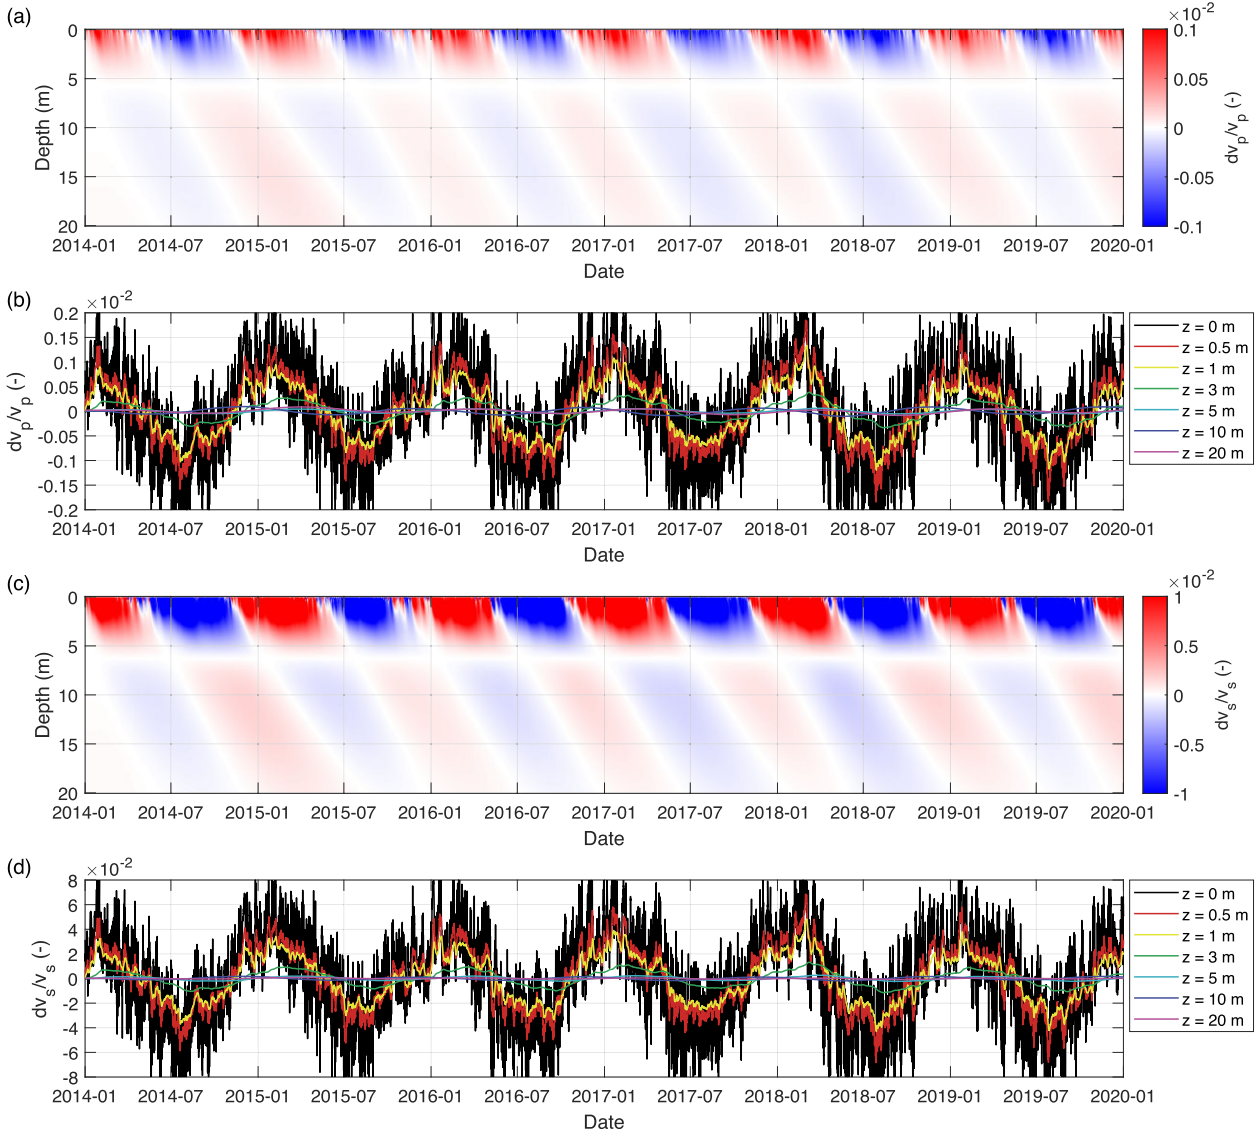 (a)
×10⁻²
0
5
10
15
20
Depth (m)
2014-01 2014-07 2015-01 2015-07 2016-01 2016-07 2017-01 2017-07 2018-01 2018-07 2019-01 2019-07 2020-01
Date
0.1
0.05
0
-0.05
-0.1
dvₚ/vₚ (-)
(b)
×10⁻²
0.2
0.15
0.1
0.05
0
-0.05
-0.1
-0.15
-0.2
dvₚ/vₚ (-)
2014-01 2014-07 2015-01 2015-07 2016-01 2016-07 2017-01 2017-07 2018-01 2018-07 2019-01 2019-07 2020-01
Date
z = 0 m
z = 0.5 m
z = 1 m
z = 3 m
z = 5 m
z = 10 m
z = 20 m
(c)
×10⁻²
0
5
10
15
20
Depth (m)
2014-01 2014-07 2015-01 2015-07 2016-01 2016-07 2017-01 2017-07 2018-01 2018-07 2019-01 2019-07 2020-01
Date
1
0.5
0
-0.5
-1
dvₛ/vₛ (-)
(d)
×10⁻²
8
6
4
2
0
-2
-4
-6
-8
dvₛ/vₛ (-)
2014-01 2014-07 2015-01 2015-07 2016-01 2016-07 2017-01 2017-07 2018-01 2018-07 2019-01 2019-07 2020-01
Date
z = 0 m
z = 0.5 m
z = 1 m
z = 3 m
z = 5 m
z = 10 m
z = 20 m